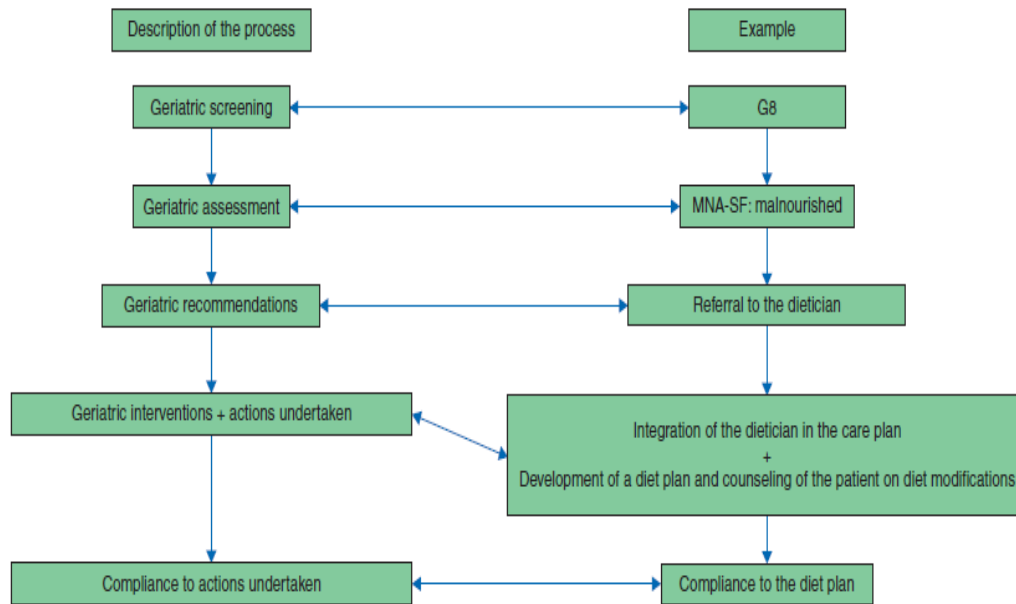 Description of the process
Example
Geriatric screening
G8
Geriatric assessment
MNA-SF: malnourished
Geriatric recommendations
Referral to the dietician
Geriatric interventions + actions undertaken
Integration of the dietician in the care plan
+
Development of a diet plan and counseling of the patient on diet modifications
Compliance to actions undertaken
Compliance to the diet plan